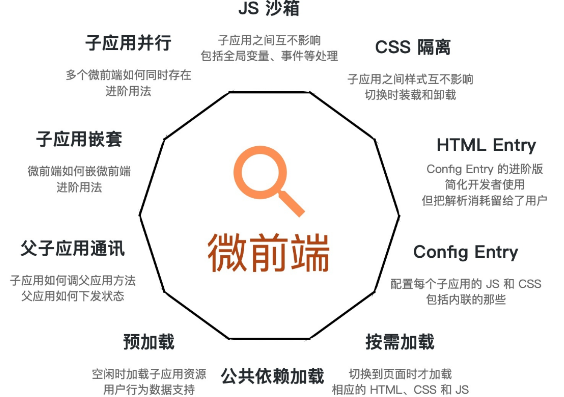 JS 沙箱
子应用之间互不影响
包括全局变量、事件等处理
CSS 隔离
子应用之间样式互不影响
切换时装载和卸载
HTML Entry
Config Entry 的进阶版
简化开发者使用
但把解析消耗留给了用户
Config Entry
配置每个子应用的 JS 和 CSS
包括内联的那些
按需加载
切换到页面时才加载
相应的 HTML、CSS 和 JS
公共依赖加载
预加载
空闲时加载子应用资源
用户行为数据支持
父子应用通讯
子应用如何调父应用方法
父应用如何下发状态
子应用嵌套
微前端如何嵌微前端
进阶用法
子应用并行
多个微前端如何同时存在
进阶用法
微前端